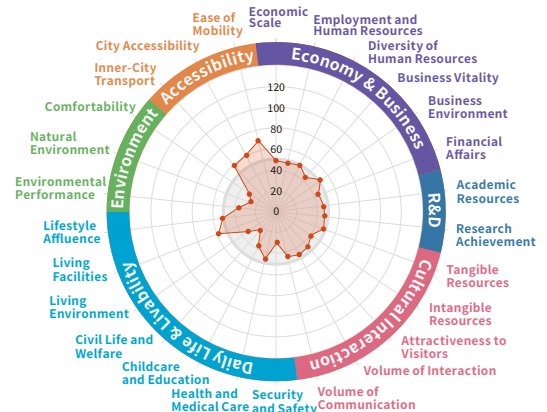 Economic
Scale
Employment and
Human Resources
Diversity of
Human Resources
Business Vitality
Business
Environment
Financial
Affairs
Academic
Resources
Research
Achievement
Tangible
Resources
Intangible
Resources
Attractiveness to
Visitors
Volume of Interaction
Volume of
Communication
Security
and Safety
Health and
Medical Care
Childcare
and Education
Civil Life and
Welfare
Living
Environment
Living
Facilities
Lifestyle
Affluence
Environmental
Performance
Natural
Environment
Comfortability
Inner-City
Transport
City Accessibility
Ease of
Mobility
Economy & Business
R&D
Cultural Interaction
Daily Life & Livability
Environment
Accessibility
120
100
80
60
40
20
0